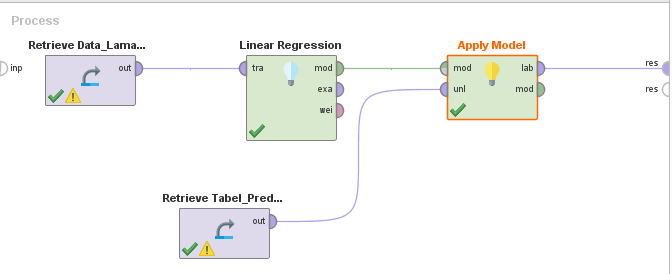 Process
Retrieve Data_Lama...
Linear Regression
Apply Model
inp
out
tra
mod
exa
wei
mod
lab
unl
mod
res
res
Retrieve Tabel_Pred...
out